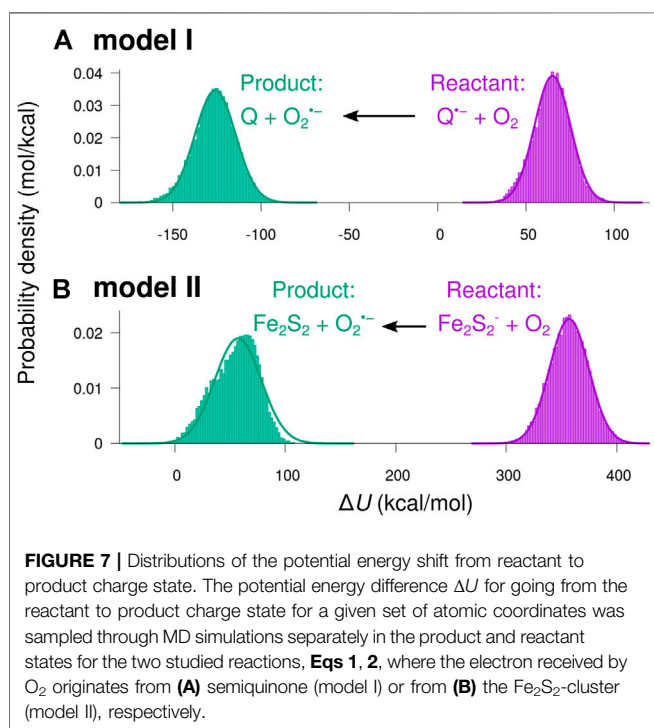 A model I
Probability density (mol/kcal)
0.04
0.03
0.02
0.01
0
Product:
Q + O₂•−
Reactant:
Q•− + O₂
-150 -100 -50 0 50 100
B model II
0.02
0.01
0
Product:
Fe₂S₂ + O₂•−
Reactant:
Fe₂S₂⁻ + O₂
0 100 200 300 400
ΔU (kcal/mol)
FIGURE 7 | Distributions of the potential energy shift from reactant to
product charge state. The potential energy difference ΔU for going from the
reactant to product charge state for a given set of atomic coordinates was
sampled through MD simulations separately in the product and reactant
states for the two studied reactions, Eqs 1, 2, where the electron received by
O₂ originates from (A) semiquinone (model I) or from (B) the Fe₂S₂-cluster
(model II), respectively.